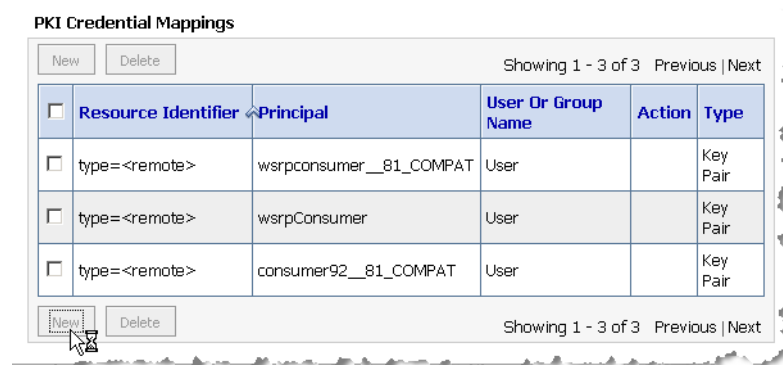 PKI Credential Mappings
New Delete Showing 1 - 3 of 3 Previous | Next
Resource Identifier Principal User Or Group Name Action Type
type=<remote> wsrpconsumer__81_COMPAT User Key Pair
type=<remote> wsrpConsumer User Key Pair
type=<remote> consumer92__81_COMPAT User Key Pair
New Delete Showing 1 - 3 of 3 Previous | Next